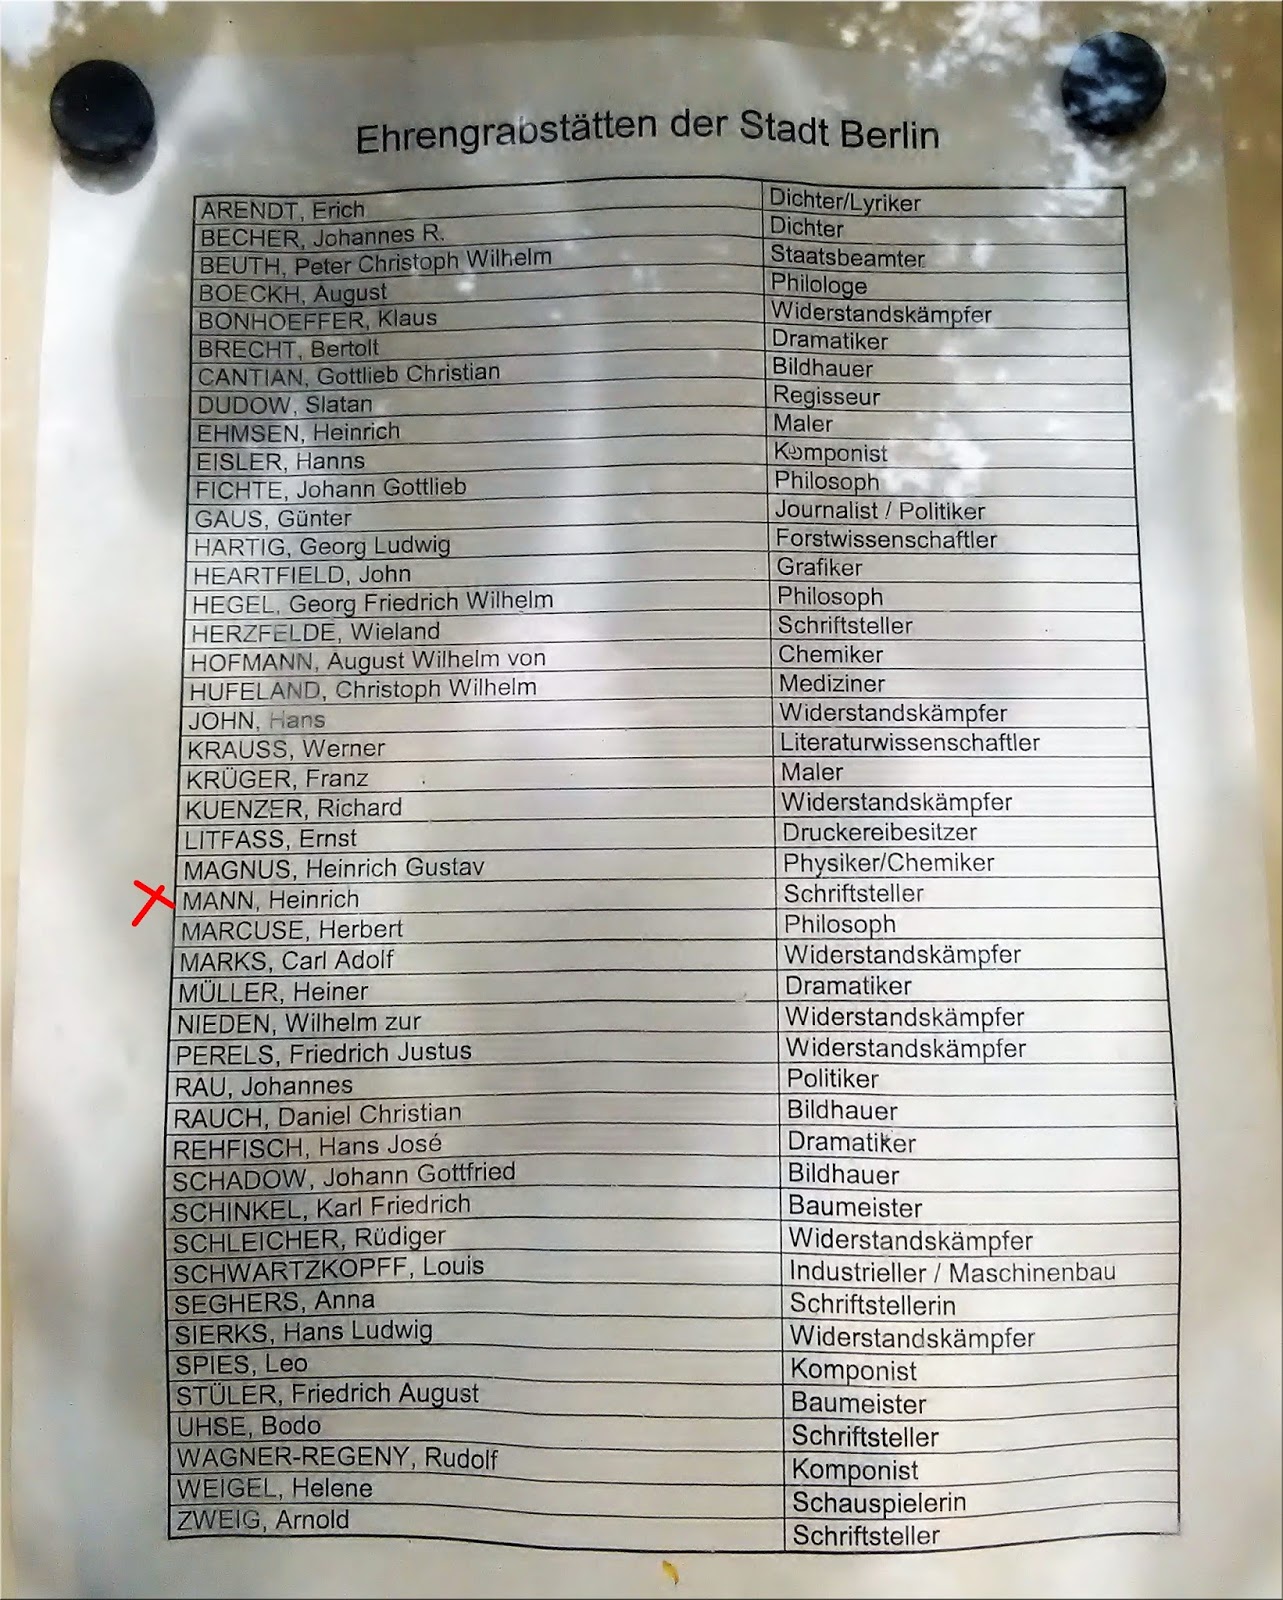 Ehrengrabstätten der Stadt Berlin
ARENDT, Erich Dichter/Lyriker
BECHER, Johannes R. Dichter
BEUTH, Peter Christoph Wilhelm Staatsbeamter
BOECKH, August Philologe
BONHOEFFER, Klaus Widerstandskämpfer
BRECHT, Bertolt Dramatiker
CANTIAN, Gottlieb Christian Bildhauer
DUDOW, Slatan Regisseur
EHMSEN, Heinrich Maler
EISLER, Hanns Komponist
FICHTE, Johann Gottlieb Philosoph
GAUS, Günter Journalist / Politiker
HARTIG, Georg Ludwig Forstwissenschaftler
HEARTFIELD, John Grafiker
HEGEL, Georg Friedrich Wilhelm Philosoph
HERZFELDE, Wieland Schriftsteller
HOFMANN, August Wilhelm von Chemiker
HUFELAND, Christoph Wilhelm Mediziner
JOHN, Hans Widerstandskämpfer
KRAUSS, Werner Literaturwissenschaftler
KRÜGER, Franz Maler
KUENZER, Richard Widerstandskämpfer
LITFASS, Ernst Druckereibesitzer
MAGNUS, Heinrich Gustav Physiker/Chemiker
MANN, Heinrich Schriftsteller
MARCUSE, Herbert Philosoph
MARKS, Carl Adolf Widerstandskämpfer
MÜLLER, Heiner Dramatiker
NIEDEN, Wilhelm zur Widerstandskämpfer
PERELS, Friedrich Justus Widerstandskämpfer
RAU, Johannes Politiker
RAUCH, Daniel Christian Bildhauer
REHFISCH, Hans José Dramatiker
SCHADOW, Johann Gottfried Bildhauer
SCHINKEL, Karl Friedrich Baumeister
SCHLEICHER, Rüdiger Widerstandskämpfer
SCHWARTZKOPFF, Louis Industrieller / Maschinenbau
SEGHERS, Anna Schriftstellerin
SIERKS, Hans Ludwig Widerstandskämpfer
SPIES, Leo Komponist
STÜLER, Friedrich August Baumeister
UHSE, Bodo Schriftsteller
WAGNER-REGENY, Rudolf Komponist
WEIGEL, Helene Schauspielerin
ZWEIG, Arnold Schriftsteller